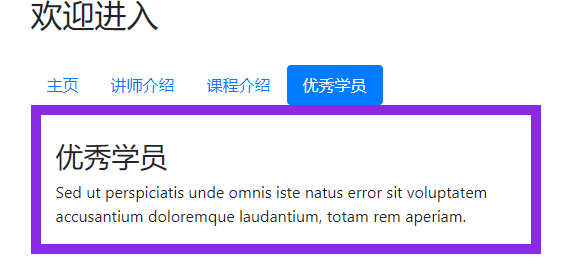 欢迎进入
主页 讲师介绍 课程介绍 优秀学员
优秀学员
Sed ut perspiciatis unde omnis iste natus error sit voluptatem
accusantium doloremque laudantium, totam rem aperiam.